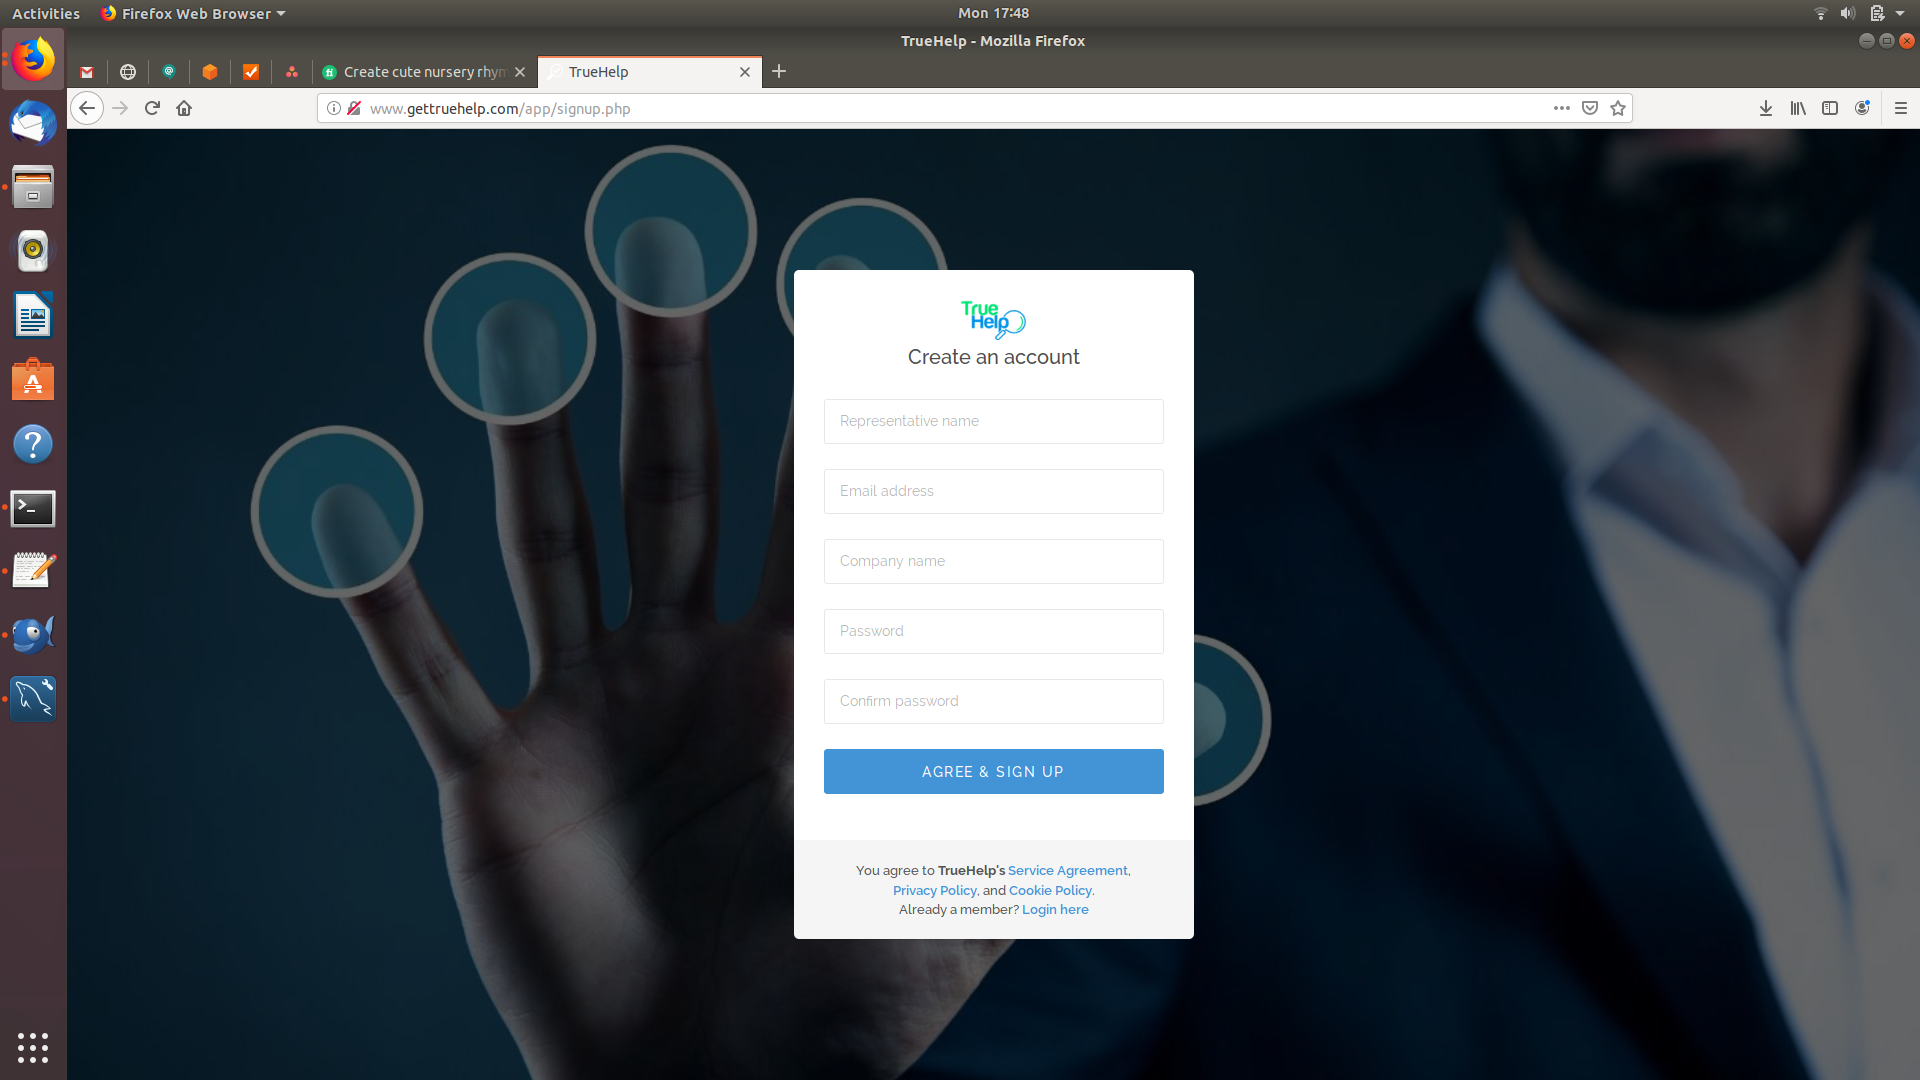 Activities
Firefox Web Browser
Mon 17:48
TrueHelp - Mozilla Firefox
Create cute nursery rhym
TrueHelp
www.gettruehelp.com/app/signup.php
True
Help
Create an account
Representative name
Email address
Company name
Password
Confirm password
AGREE & SIGN UP
You agree to TrueHelp's Service Agreement,
Privacy Policy, and Cookie Policy.
Already a member? Login here